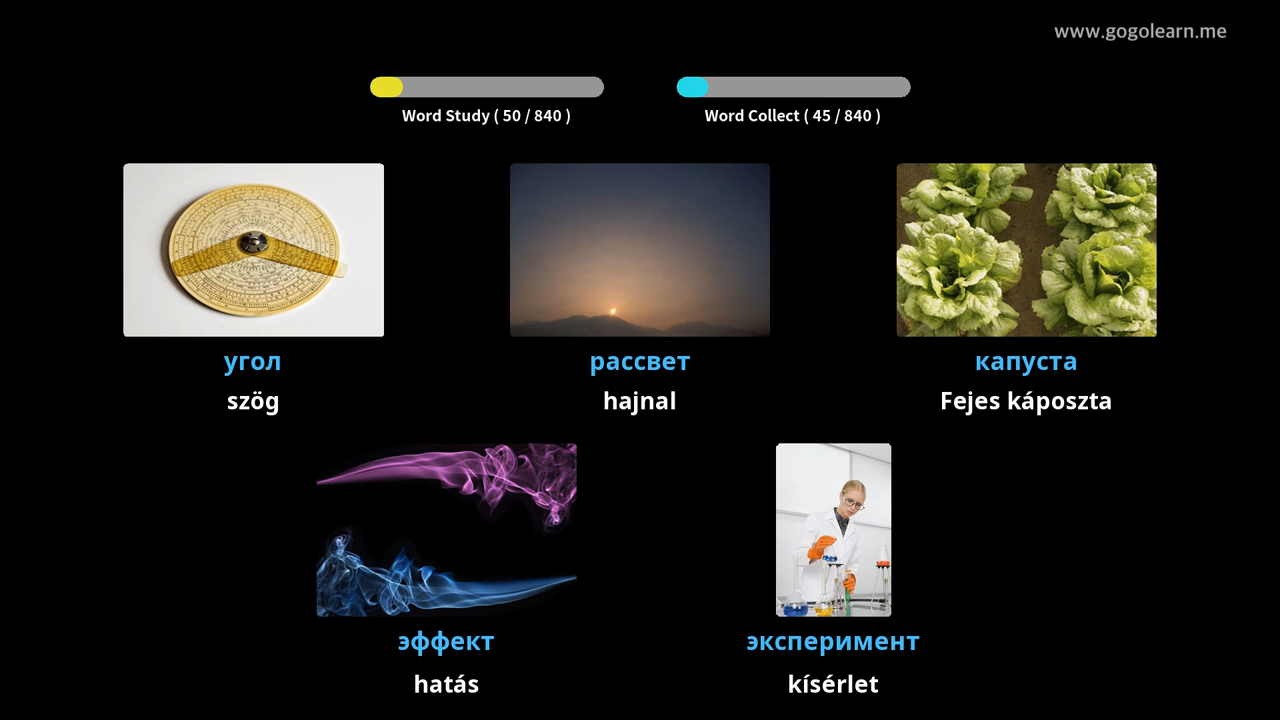 www.gogolearn.me
Word Study ( 50 / 840 )
Word Collect ( 45 / 840 )
угол
рассвет
капуста
szög
hajnal
Fejes káposzta
эффект
эксперимент
hatás
kísérlet